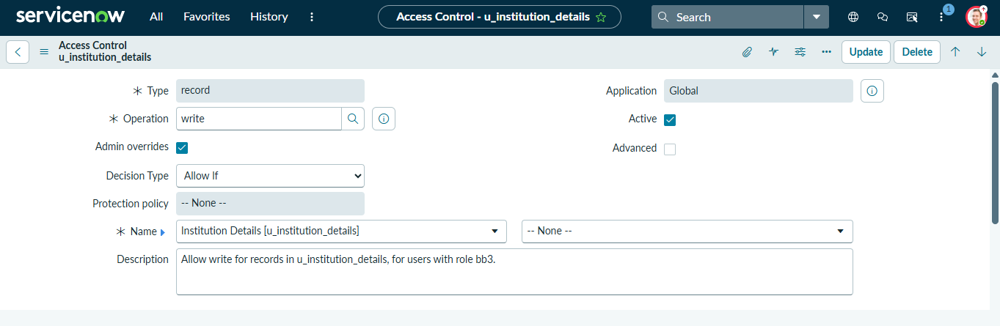 servicenow All Favorites History Access Control - u_institution_details Search 1
Access Control
u_institution_details
Update Delete
Type record Application Global
Operation write Active
Admin overrides Advanced
Decision Type Allow If
Protection policy -- None --
Name Institution Details [u_institution_details] -- None --
Description Allow write for records in u_institution_details, for users with role bb3.